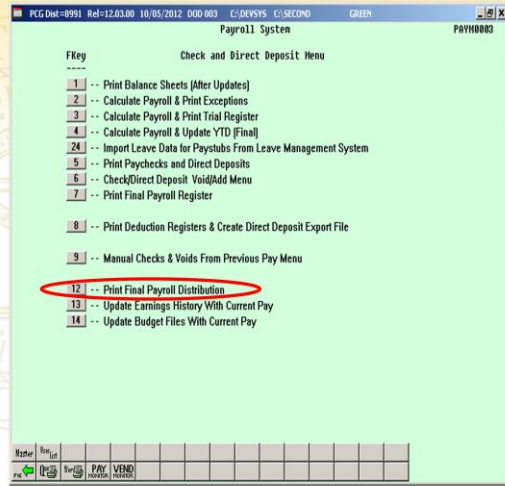 PCG Dist=8991 Rel=12.03.00 10/05/2012 DOD 003 C:\DEVSYS C:\SECOND GREEN
Payroll System PAYM0003
FKey Check and Direct Deposit Menu
----
1 -- Print Balance Sheets (After Updates)
2 -- Calculate Payroll & Print Exceptions
3 -- Calculate Payroll & Print Trial Register
4 -- Calculate Payroll & Update YTD (Final)
24 -- Import Leave Data for Paystubs From Leave Management System
5 -- Print Paychecks and Direct Deposits
6 -- Check/Direct Deposit Void/Add Menu
7 -- Print Final Payroll Register
8 -- Print Deduction Registers & Create Direct Deposit Export File
9 -- Manual Checks & Voids From Previous Pay Menu
12 -- Print Final Payroll Distribution
13 -- Update Earnings History With Current Pay
14 -- Update Budget Files With Current Pay
Master User List
F16 PAY MONITOR VEND MONITOR